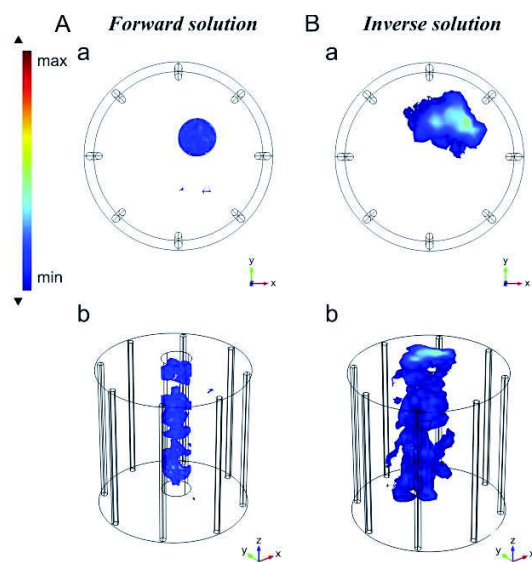 A Forward solution
B Inverse solution
a
a
max
min
y
x
y
x
b
b
z
y
x
z
y
x